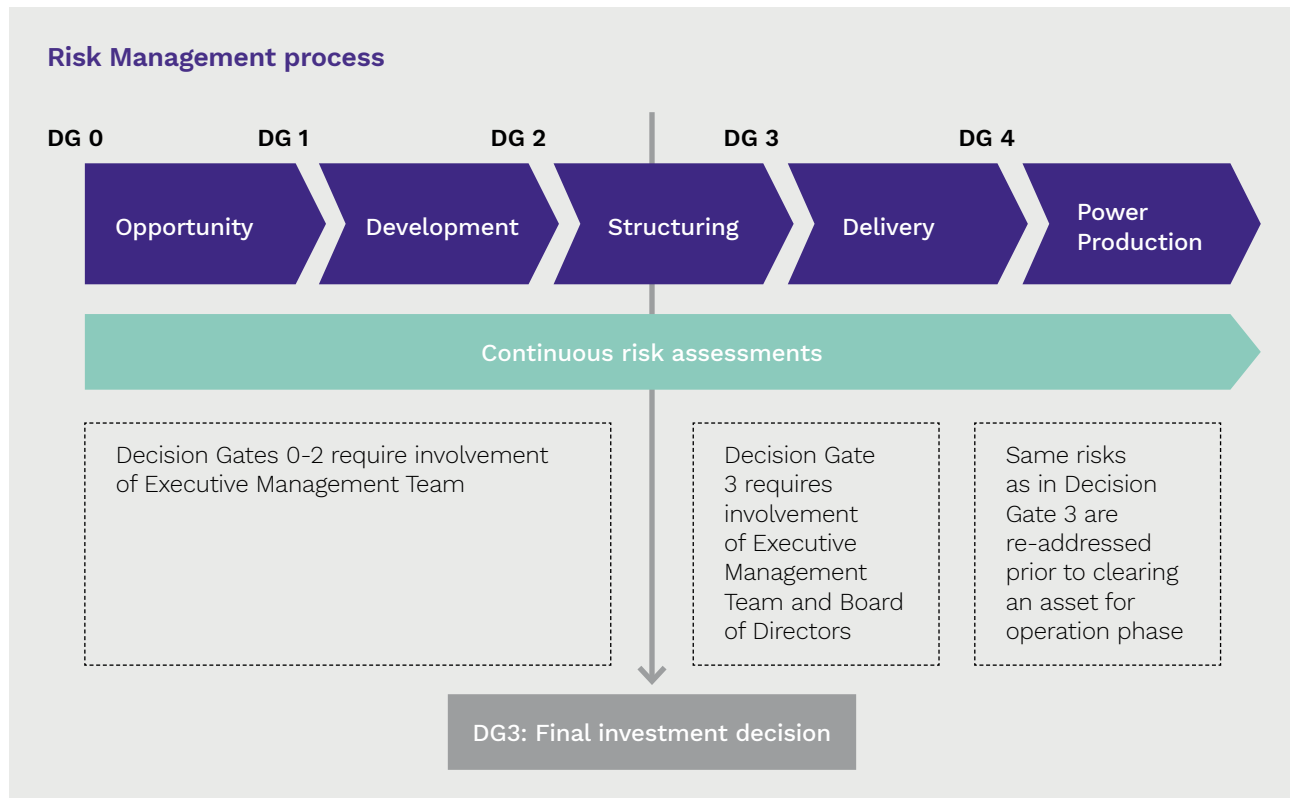 Risk Management process
DG 0
DG 1
DG 2
DG 3
DG 4
Opportunity
Development
Structuring
Delivery
Power
Production
Continuous risk assessments
Decision Gates 0-2 require involvement
of Executive Management Team
Decision Gate
3 requires
involvement
of Executive
Management
Team and Board
of Directors
Same risks
as in Decision
Gate 3 are
re-addressed
prior to clearing
an asset for
operation phase
DG3: Final investment decision